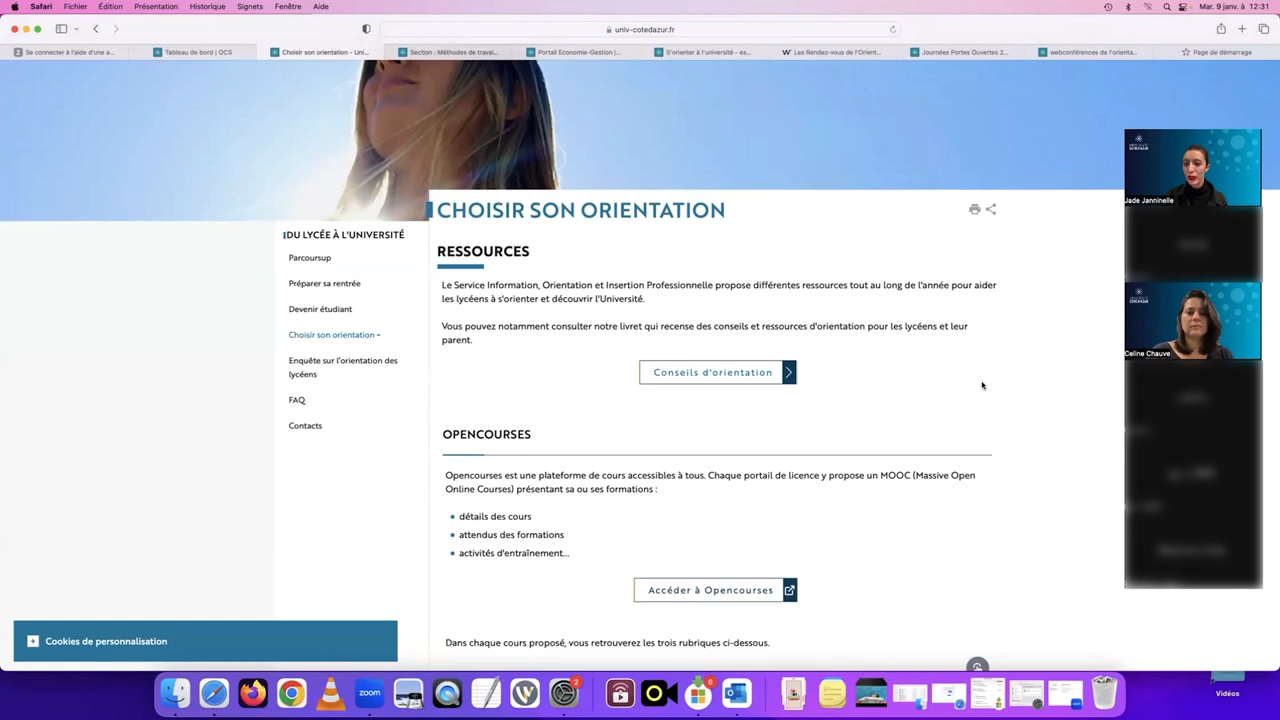 Safari Fichier Édition Présentation Historique Signets Fenêtre Aide
Mar. 9 janv. à 12:31
univ-cotedazur.fr
Se connecter à l'aide d'une a...
Tableau de bord | OCS
Choisir son orientation - Uni...
Section : Méthodes de travai...
Portail Economie-Gestion (...
S'orienter à l'université - es...
Les Rendez-vous de l'Orient...
Journées Portes Ouvertes 2...
webconférences de l'orienta...
Page de démarrage
CHOISIR SON ORIENTATION
DU LYCÉE À L'UNIVERSITÉ
Parcoursup
Préparer sa rentrée
Devenir étudiant
Choisir son orientation
Enquête sur l'orientation des
lycéens
FAQ
Contacts
RESSOURCES
Le Service Information, Orientation et Insertion Professionnelle propose différentes ressources tout au long de l'année pour aider
les lycéens à s'orienter et découvrir l'Université.
Vous pouvez notamment consulter notre livret qui recense des conseils et ressources d'orientation pour les lycéens et leur
parent.
Conseils d'orientation
OPENCOURSES
Opencourses est une plateforme de cours accessibles à tous. Chaque portail de licence y propose un MOOC (Massive Open
Online Courses) présentant sa ou ses formations :
• détails des cours
• attendus des formations
• activités d'entraînement...
Accéder à Opencourses
Dans chaque cours proposé, vous retrouverez les trois rubriques ci-dessous.
Cookies de personnalisation
Jade Janninelle
Celine Chauve
zoom
2
6
Vidéos